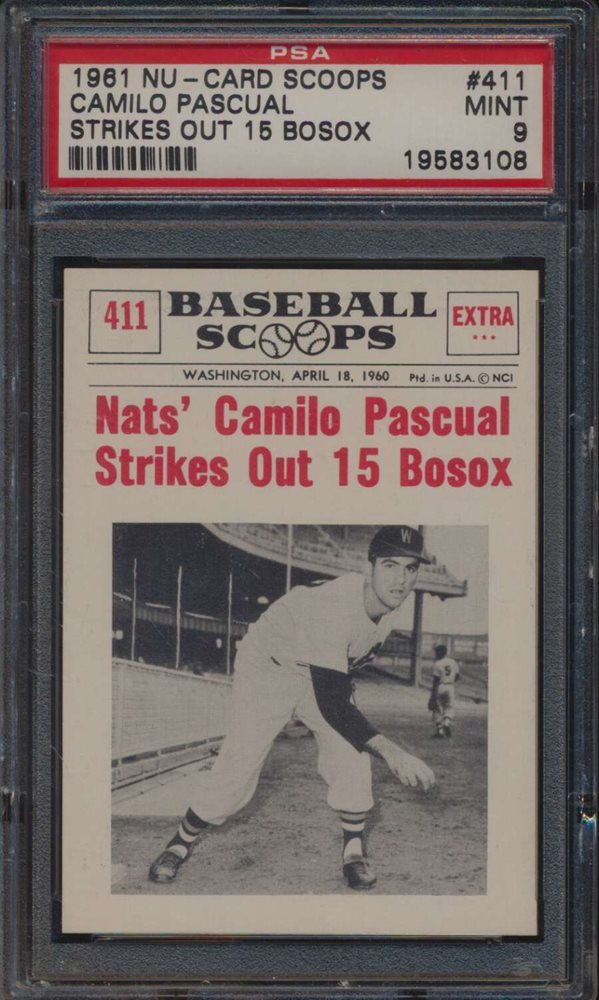 PSA
1961 NU-CARD SCOOPS #411
CAMILO PASCUAL MINT
STRIKES OUT 15 BOSOX 9
19583108
411 BASEBALL EXTRA
SCOOPS ...
WASHINGTON, APRIL 18, 1960 Ptd. in U.S.A. © NCI
Nats' Camilo Pascual
Strikes Out 15 Bosox
W
9